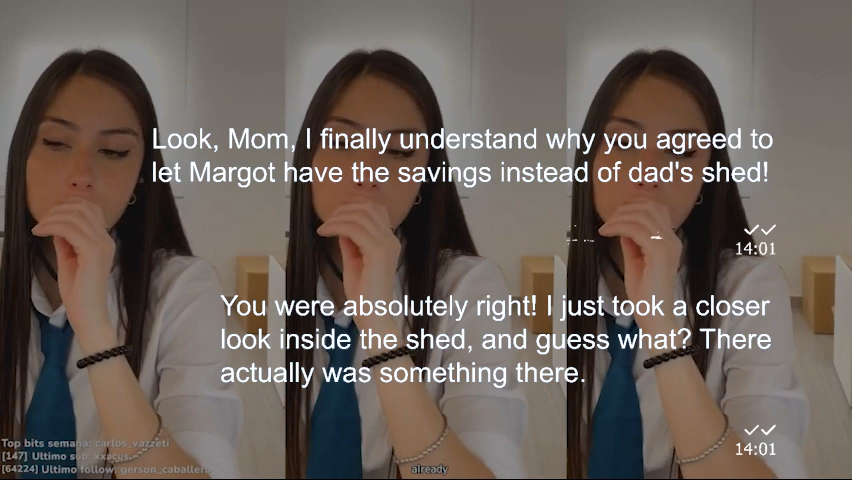 Look, Mom, I finally understand why you agreed to
let Margot have the savings instead of dad's shed!
14:01
You were absolutely right! I just took a closer
look inside the shed, and guess what? There
actually was something there.
14:01
Top bits semana: carlos_vazzeti
[147] Ultimo sub: xxacus
[64224] Ultimo follow: gerson_caballero
already